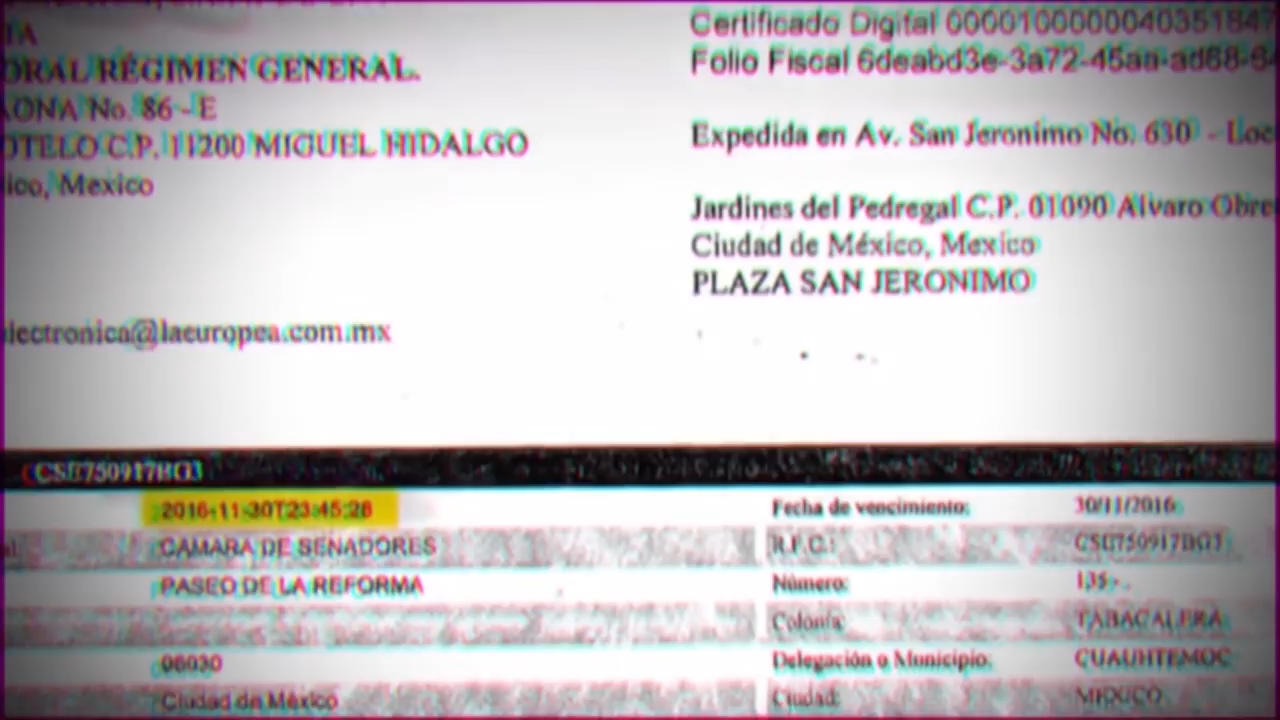 ORAL RÉGIMEN GENERAL.
AONA No. 86 - E
OTELO C.P. 11200 MIGUEL HIDALGO
ico, Mexico
lectronica@laeuropea.com.mx
Certificado Digital 0000100000040351847
Folio Fiscal 6deabd3e-3a72-45aa-ad68-6
Expedida en Av. San Jeronimo No. 630 - Loc
Jardines del Pedregal C.P. 01090 Alvaro Obre
Ciudad de México, Mexico
PLAZA SAN JERONIMO
2016-11-30T23:45:28 Fecha de vencimiento: 30/11/2016
CAMARA DE SENADORES R.F.C.:
PASEO DE LA REFORMA Número: 135
Colonia: TABACALERA
06030 Delegación o Municipio: CUAUHTEMOC
Ciudad de México Ciudad: MEXICO